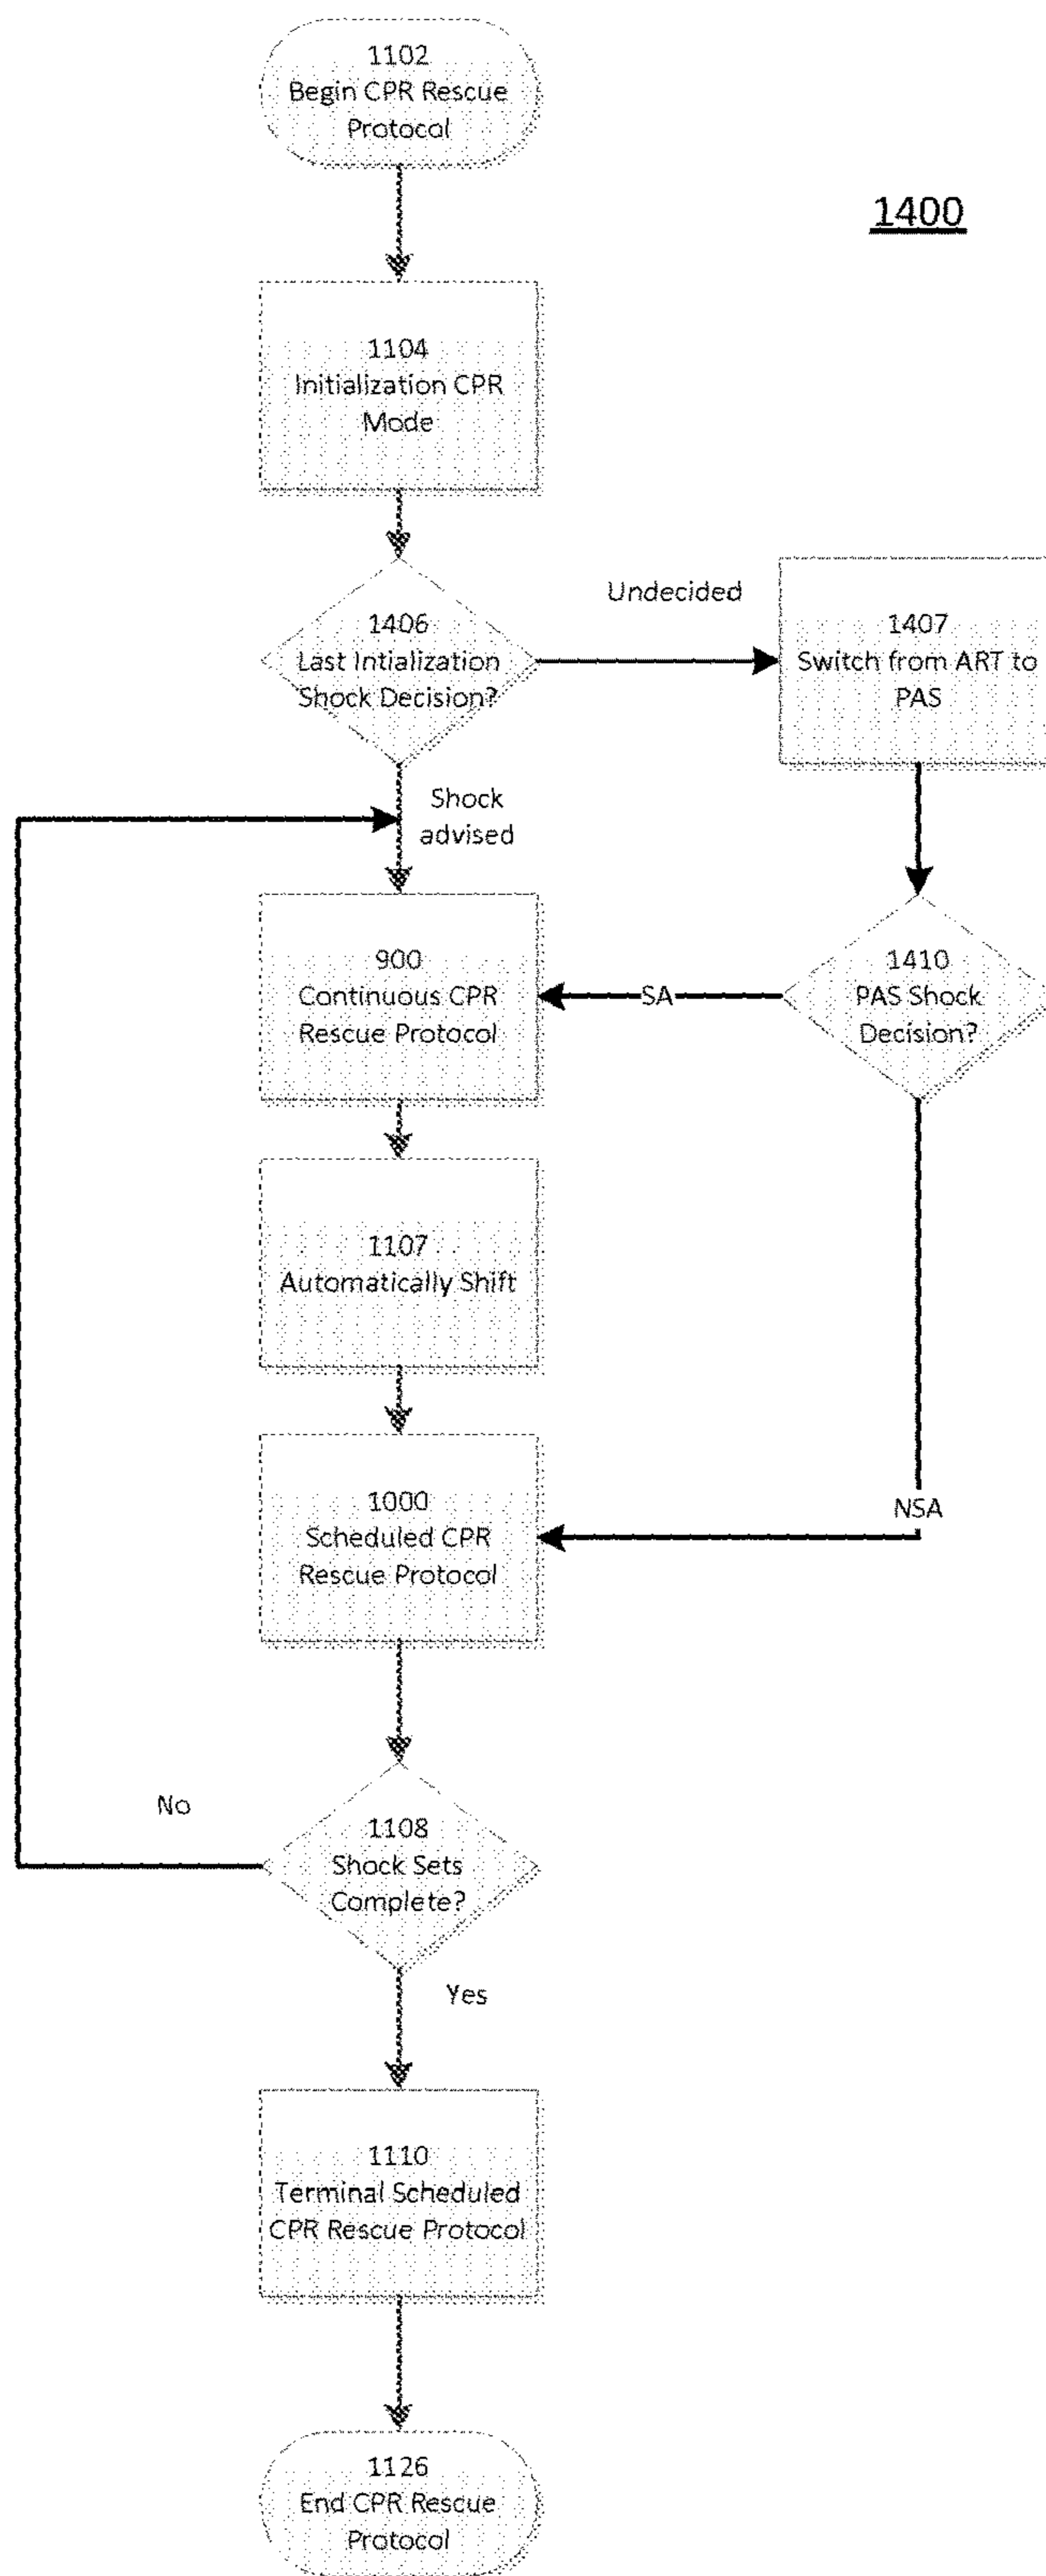 1102
Begin CPR Rescue
Protocol
1400
1104
Initialization CPR
Mode
Undecided
1406
Last Intialization
Shock Decision?
1407
Switch from ART to
PAS
Shock
advised
900
Continuous CPR
Rescue Protocol
SA
1410
PAS Shock
Decision?
1107
Automatically Shift
1000
Scheduled CPR
Rescue Protocol
NSA
No
1108
Shock Sets
Complete?
Yes
1110
Terminal Scheduled
CPR Rescue Protocol
1126
End CPR Rescue
Protocol